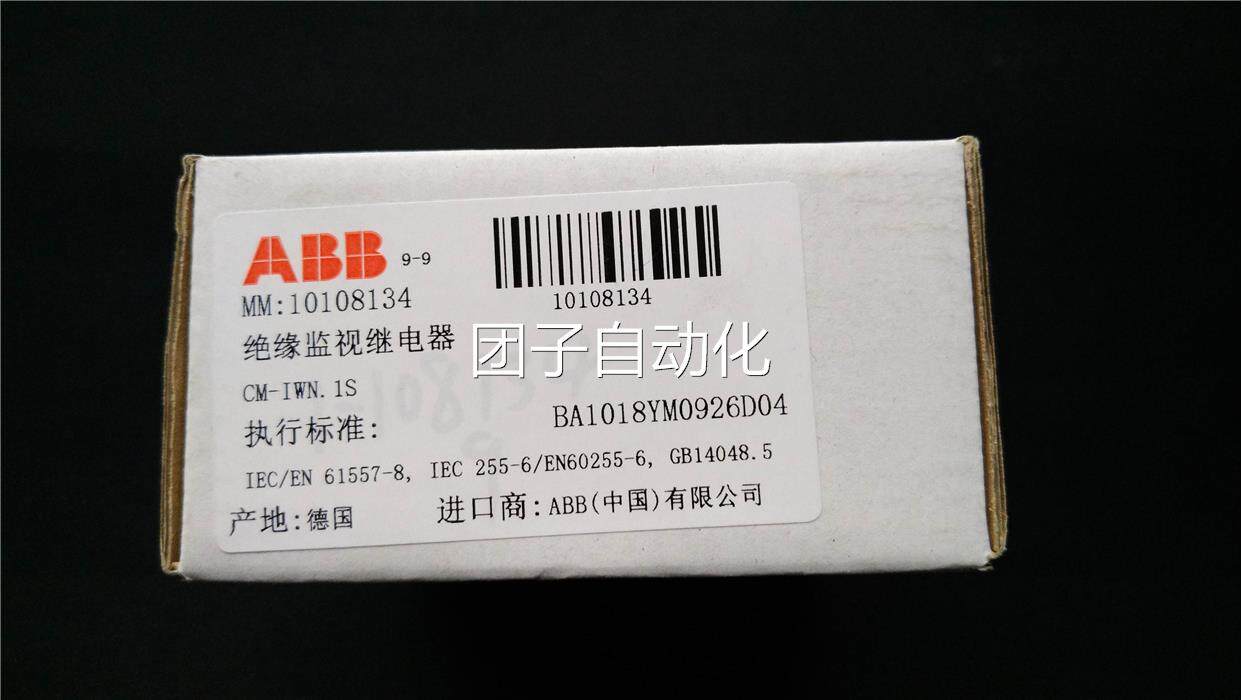 ABB 9-9
10108134
MM:10108134
绝缘监视继电器
团子自动化
CM-IWN.1S
BA1018YM0926D04
执行标准:
IEC/EN 61557-8, IEC 255-6/EN60255-6, GB14048.5
产地:德国 进口商:ABB(中国)有限公司